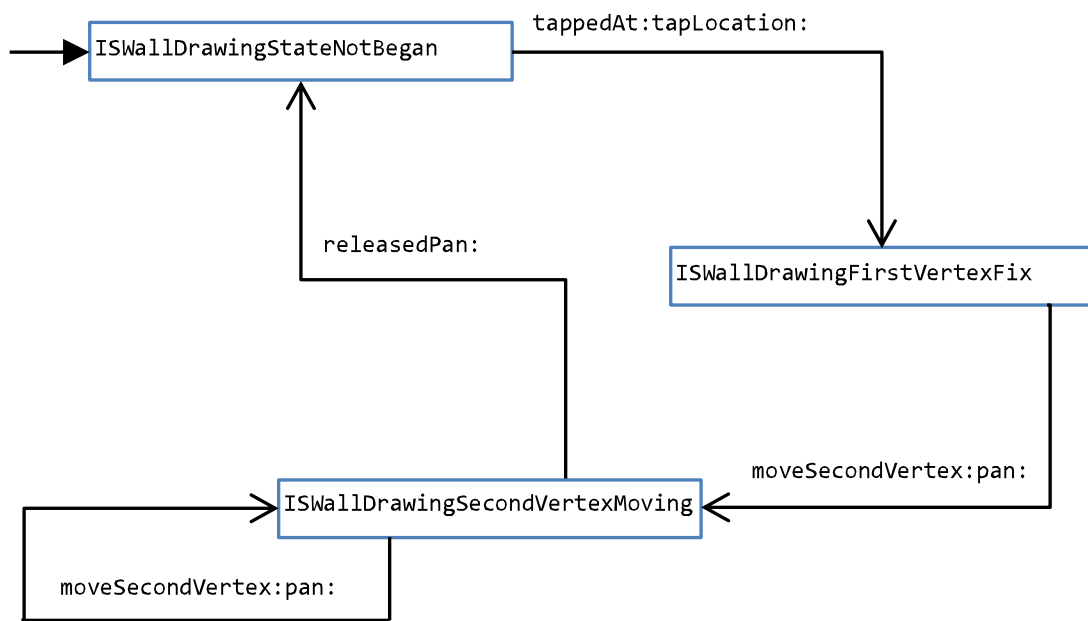 ISWallDrawingStateNotBegan
tappedAt:tapLocation:
releasedPan:
ISWallDrawingFirstVertexFix
moveSecondVertex:pan:
ISWallDrawingSecondVertexMoving
moveSecondVertex:pan: